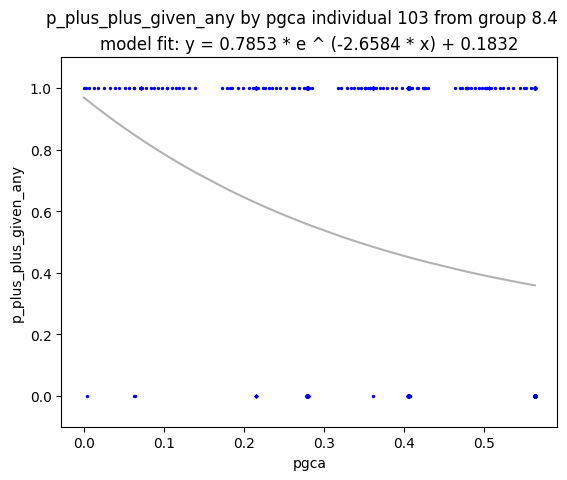 p_plus_plus_given_any by pgca individual 103 from group 8.4
model fit: y = 0.7853 * e ^ (-2.6584 * x) + 0.1832
1.0
0.8
0.6
0.4
0.2
0.0
p_plus_plus_given_any
0.0 0.1 0.2 0.3 0.4 0.5
pgca